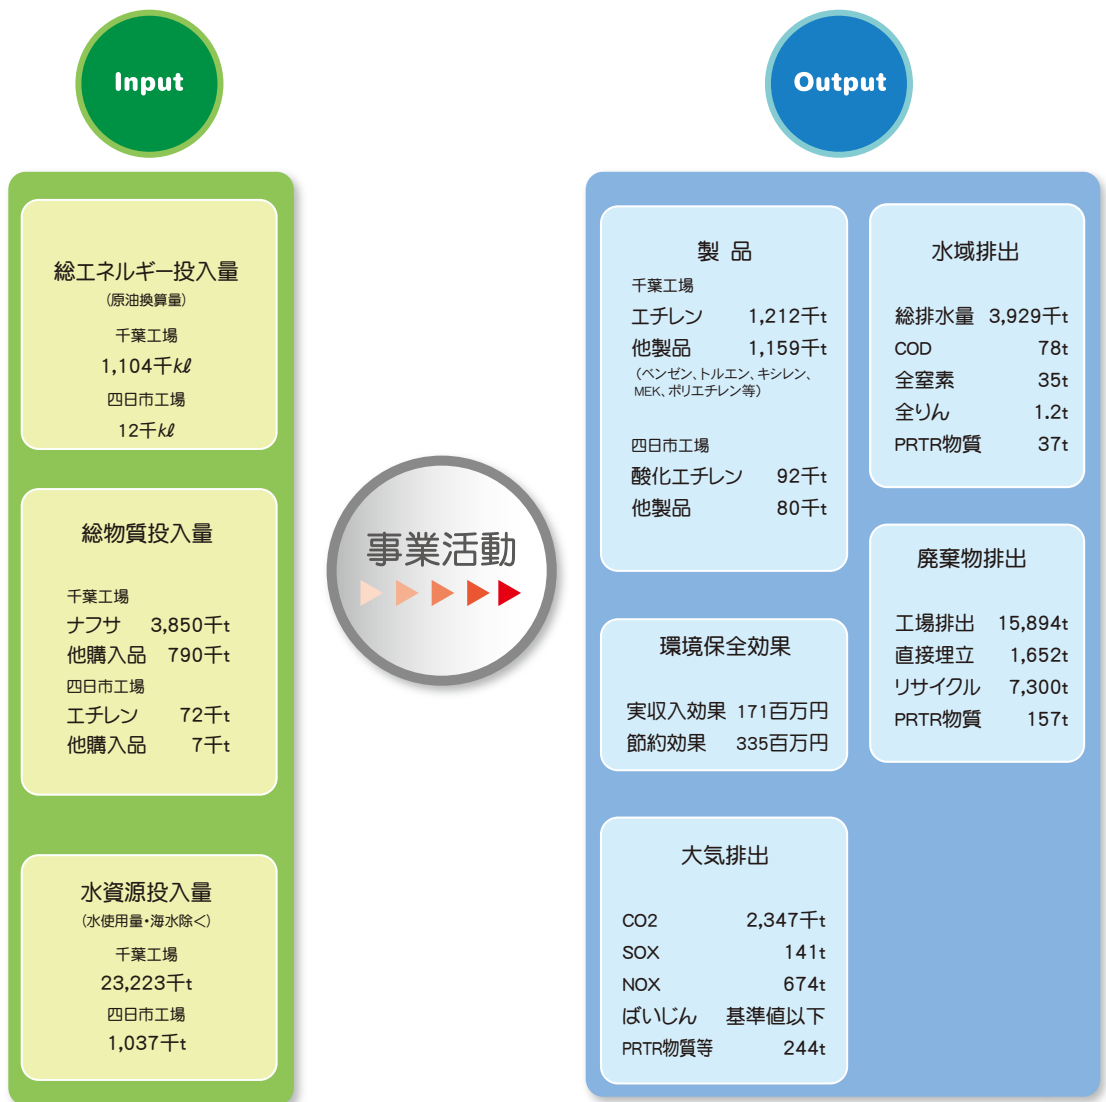 Input
総エネルギー投入量
(原油換算量)
千葉工場
1,104千kℓ
四日市工場
12千kℓ
総物質投入量
千葉工場
ナフサ 3,850千t
他購入品 790千t
四日市工場
エチレン 72千t
他購入品 7千t
水資源投入量
(水使用量・海水除く)
千葉工場
23,223千t
四日市工場
1,037千t
事業活動
Output
製 品
千葉工場
エチレン 1,212千t
他製品 1,159千t
(ベンゼン、トルエン、キシレン、
MEK、ポリエチレン等)
四日市工場
酸化エチレン 92千t
他製品 80千t
環境保全効果
実収入効果 171百万円
節約効果 335百万円
大気排出
CO2 2,347千t
SOX 141t
NOX 674t
ばいじん 基準値以下
PRTR物質等 244t
水域排出
総排水量 3,929千t
COD 78t
全窒素 35t
全りん 1.2t
PRTR物質 37t
廃棄物排出
工場排出 15,894t
直接埋立 1,652t
リサイクル 7,300t
PRTR物質 157t